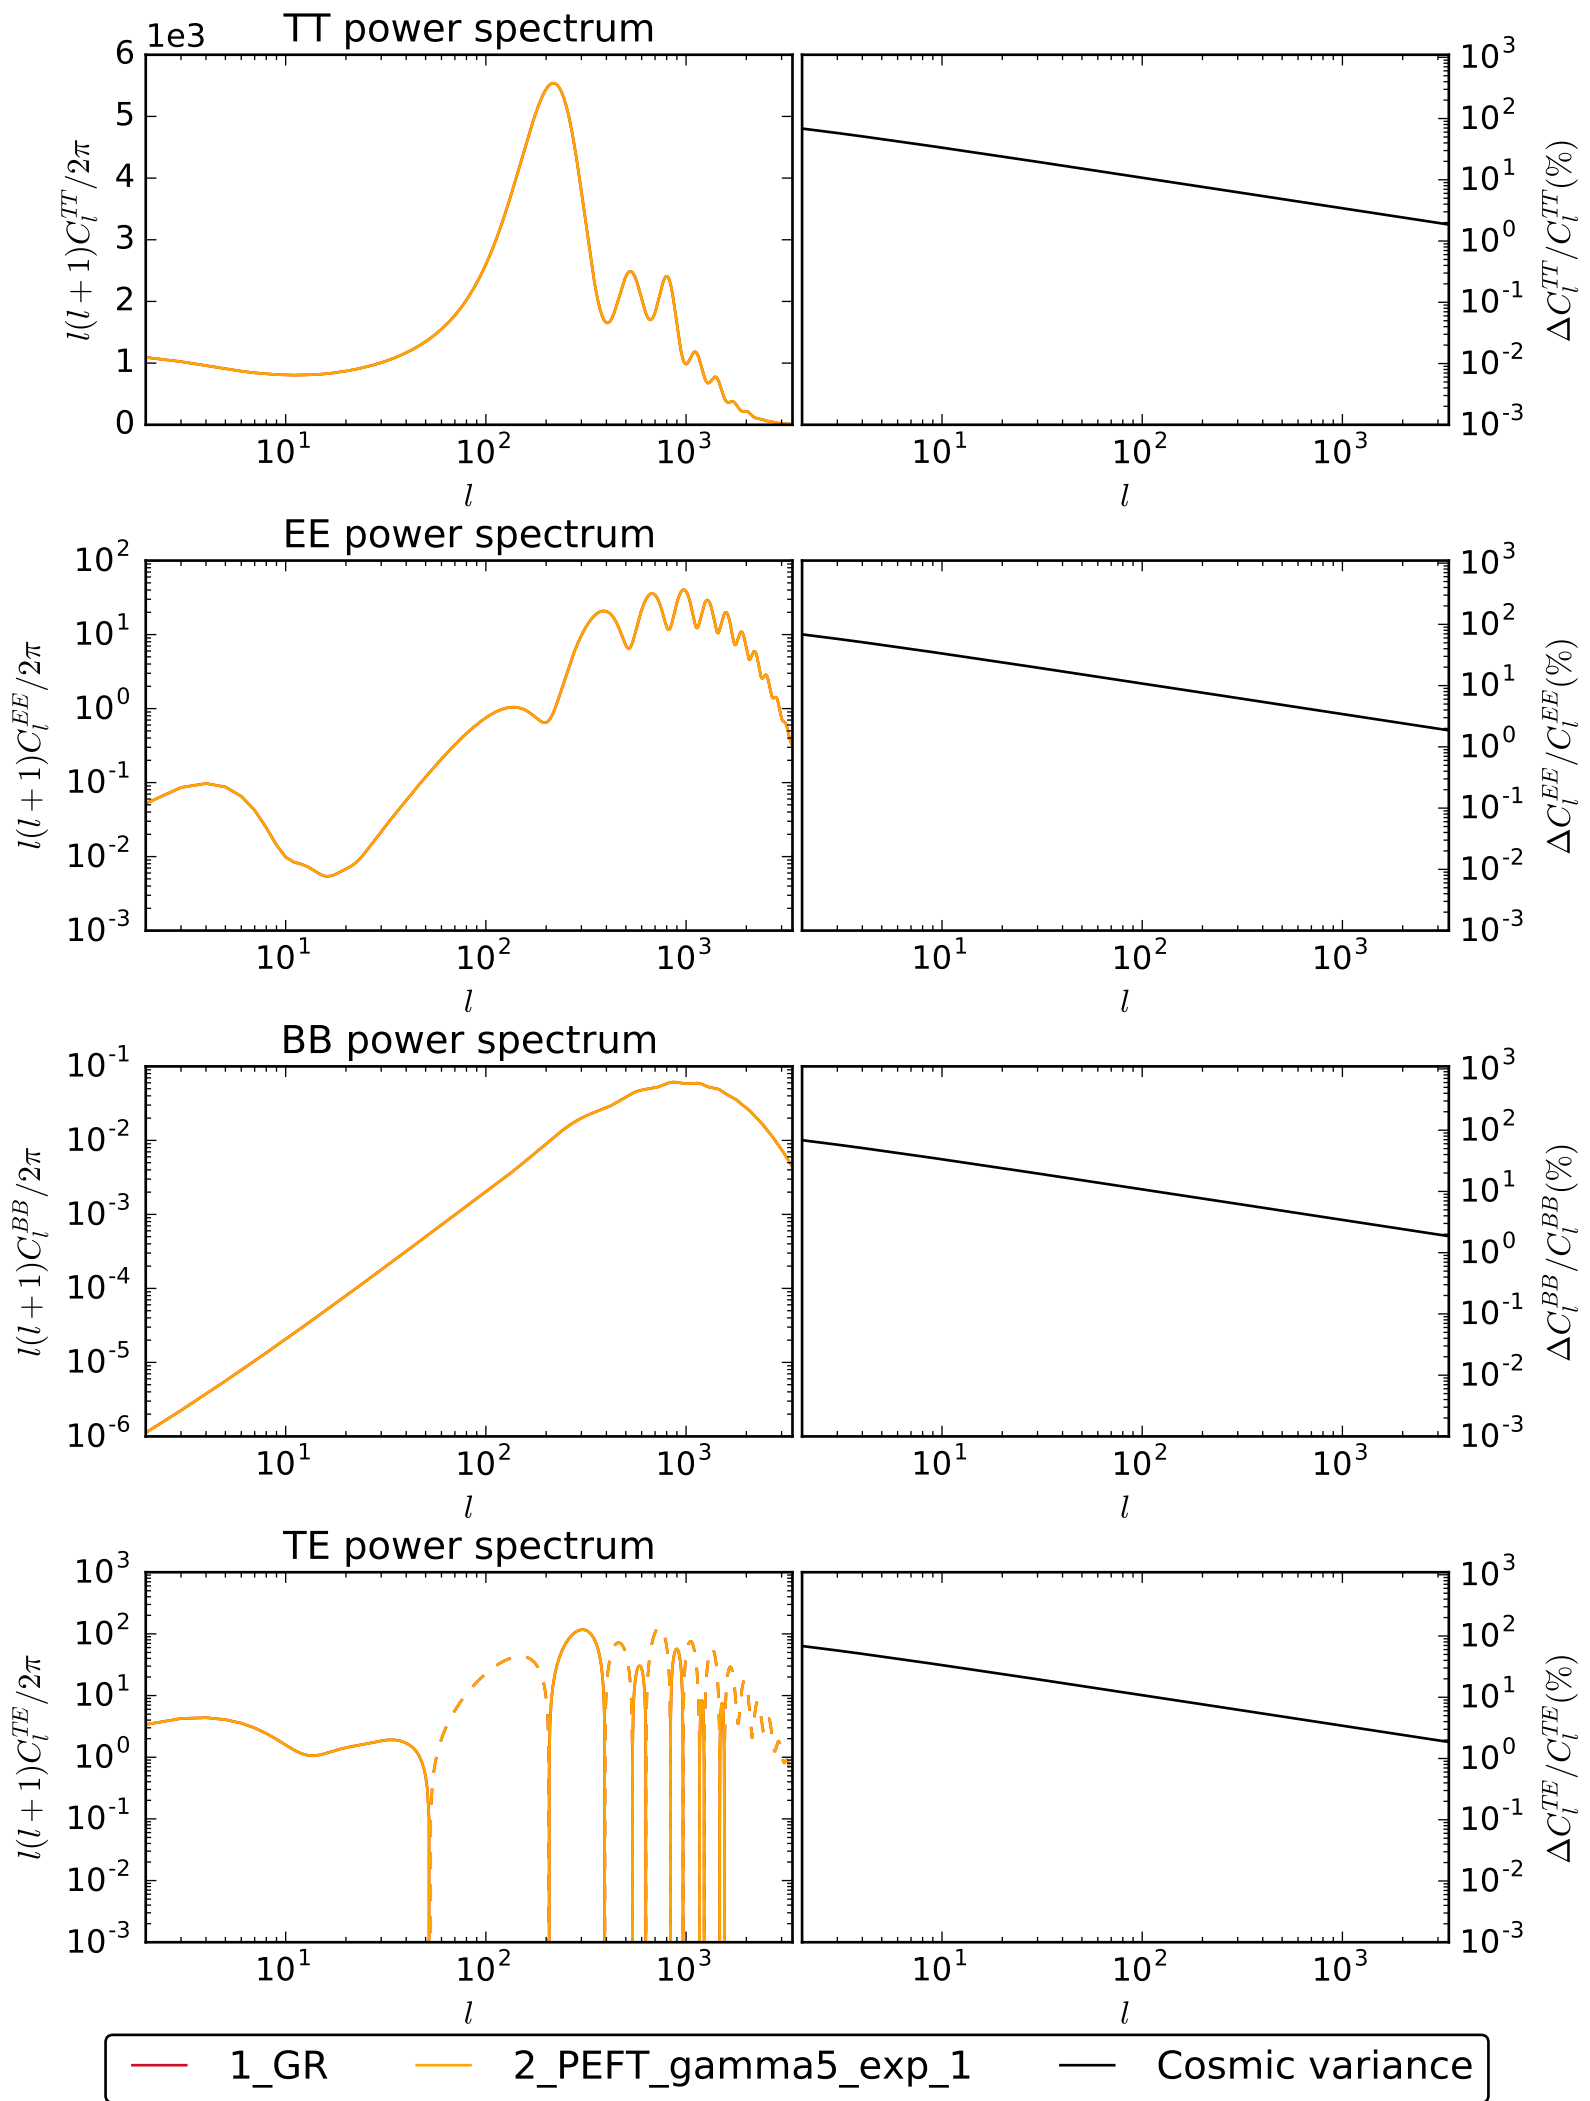 TT power spectrum
1e3
6
5
4
3
2
1
0
l(l+1)C_l^{TT}/2π
10^1 10^2 10^3
l
10^3
10^2
10^1
10^0
10^-1
10^-2
10^-3
ΔC_l^{TT}/C_l^{TT}(%)
10^1 10^2 10^3
l
EE power spectrum
10^2
10^1
10^0
10^-1
10^-2
10^-3
l(l+1)C_l^{EE}/2π
10^1 10^2 10^3
l
10^3
10^2
10^1
10^0
10^-1
10^-2
10^-3
ΔC_l^{EE}/C_l^{EE}(%)
10^1 10^2 10^3
l
BB power spectrum
10^-1
10^-2
10^-3
10^-4
10^-5
10^-6
l(l+1)C_l^{BB}/2π
10^1 10^2 10^3
l
10^3
10^2
10^1
10^0
10^-1
10^-2
10^-3
ΔC_l^{BB}/C_l^{BB}(%)
10^1 10^2 10^3
l
TE power spectrum
10^3
10^2
10^1
10^0
10^-1
10^-2
10^-3
l(l+1)C_l^{TE}/2π
10^1 10^2 10^3
l
10^3
10^2
10^1
10^0
10^-1
10^-2
10^-3
ΔC_l^{TE}/C_l^{TE}(%)
10^1 10^2 10^3
l
1_GR 2_PEFT_gamma5_exp_1 Cosmic variance